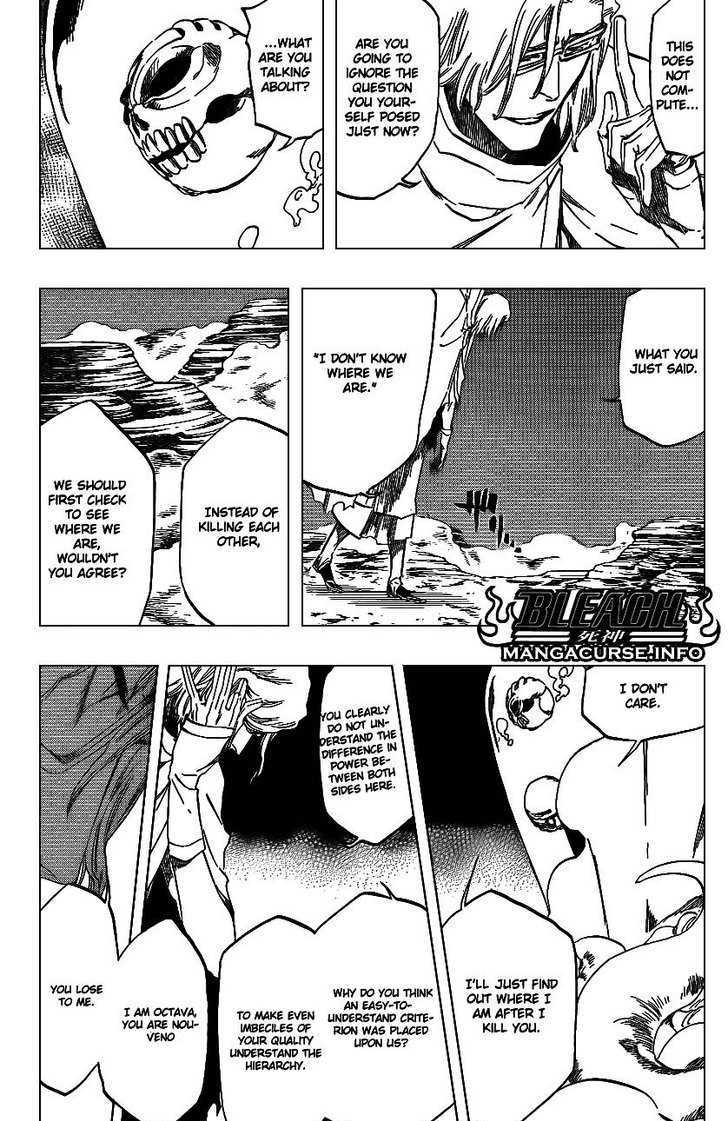 THIS
DOES
NOT
COM-
PUTE...
ARE YOU
GOING
TO
IGNORE THE
QUESTION
YOU YOUR-
SELF POSED
JUST NOW?
...WHAT
ARE YOU
TALKING
ABOUT?
WHAT YOU
JUST SAID.
"I DON'T KNOW
WHERE WE
ARE."
INSTEAD OF
KILLING EACH
OTHER,
WE SHOULD
FIRST CHECK
TO SEE
WHERE WE
ARE,
WOULDN'T
YOU AGREE?
BLEACH
死神
MANGACURSE.INFO
I DON'T
CARE.
I'LL JUST FIND
OUT WHERE I
AM AFTER I
KILL YOU.
YOU CLEARLY
DO NOT UN-
DERSTAND THE
DIFFERENCE IN
POWER BE-
TWEEN BOTH
SIDES HERE.
WHY DO YOU THINK
AN EASY-TO-
UNDERSTAND CRITE-
RION WAS PLACED
UPON US?
TO MAKE EVEN
IMBECILES OF
YOUR QUALITY
UNDERSTAND THE
HIERARCHY.
I AM OCTAVA,
YOU ARE NOU-
VENO
YOU LOSE
TO ME.